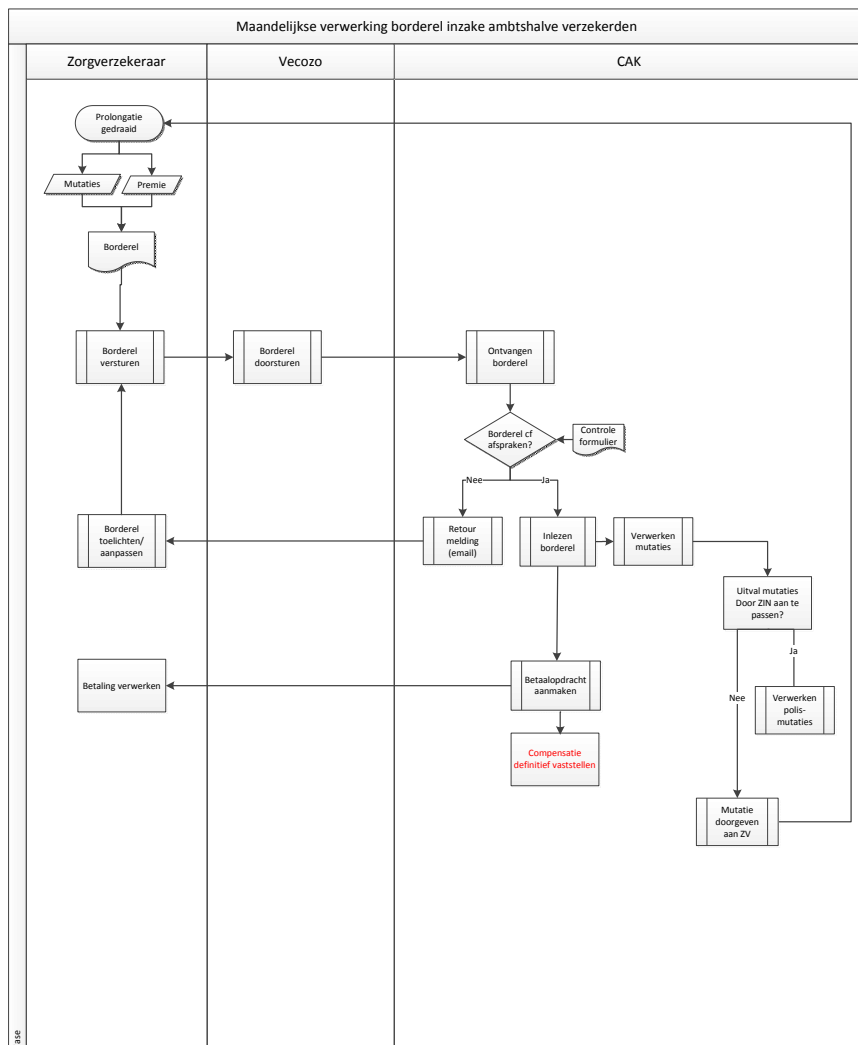 Maandelijkse verwerking borderel inzake ambtshalve verzekerden
Zorgverzekeraar
Vecozo
CAK
Prolongatie
gedraaid
Mutaties
Premie
Borderel
Borderel
versturen
Borderel
doorsturen
Ontvangen
borderel
Borderel cf
afspraken?
Controle
formulier
Nee
Ja
Borderel
toelichten/
aanpassen
Retour
melding
(email)
Inlezen
borderel
Verwerken
mutaties
Uitval mutaties
Door ZIN aan te
passen?
Ja
Nee
Betaling verwerken
Betaalopdracht
aanmaken
Verwerken
polis-
mutaties
Compensatie
definitief vaststellen
Mutatie
doorgeven
aan ZV
ase